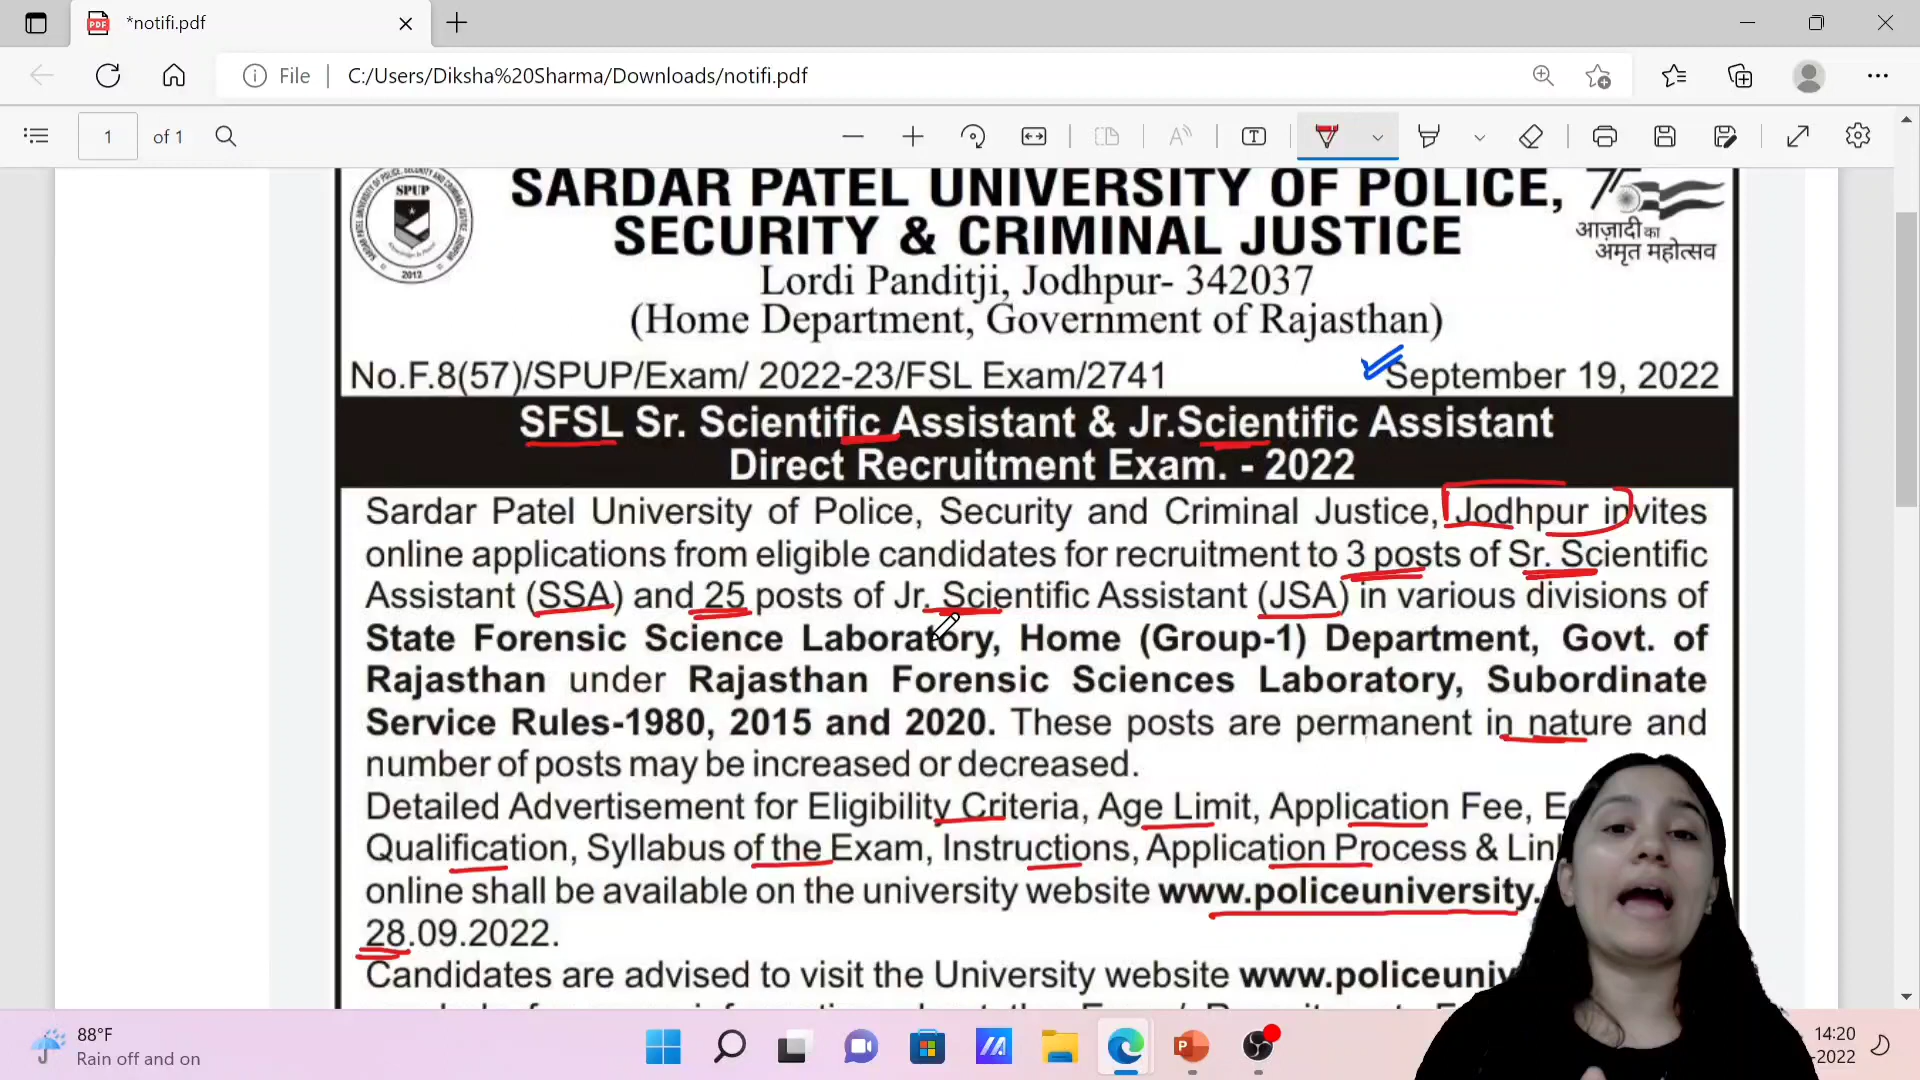 *notifi.pdf
File
C:/Users/Diksha%20Sharma/Downloads/notifi.pdf
1 of 1
SPUP
2012
SARDAR PATEL UNIVERSITY OF POLICE,
SECURITY & CRIMINAL JUSTICE
आज़ादी का
अमृत महोत्सव
Lordi Panditji, Jodhpur- 342037
(Home Department, Government of Rajasthan)
No.F.8(57)/SPUP/Exam/ 2022-23/FSL Exam/2741 September 19, 2022
SFSL Sr. Scientific Assistant & Jr.Scientific Assistant
Direct Recruitment Exam. - 2022
Sardar Patel University of Police, Security and Criminal Justice, Jodhpur invites
online applications from eligible candidates for recruitment to 3 posts of Sr. Scientific
Assistant (SSA) and 25 posts of Jr. Scientific Assistant (JSA) in various divisions of
State Forensic Science Laboratory, Home (Group-1) Department, Govt. of
Rajasthan under Rajasthan Forensic Sciences Laboratory, Subordinate
Service Rules-1980, 2015 and 2020. These posts are permanent in nature and
number of posts may be increased or decreased.
Detailed Advertisement for Eligibility Criteria, Age Limit, Application Fee,
Qualification, Syllabus of the Exam, Instructions, Application Process &
online shall be available on the university website www.policeuniversity.
28.09.2022.
Candidates are advised to visit the University website www.policeuniv
88°F
Rain off and on
14:20
-2022